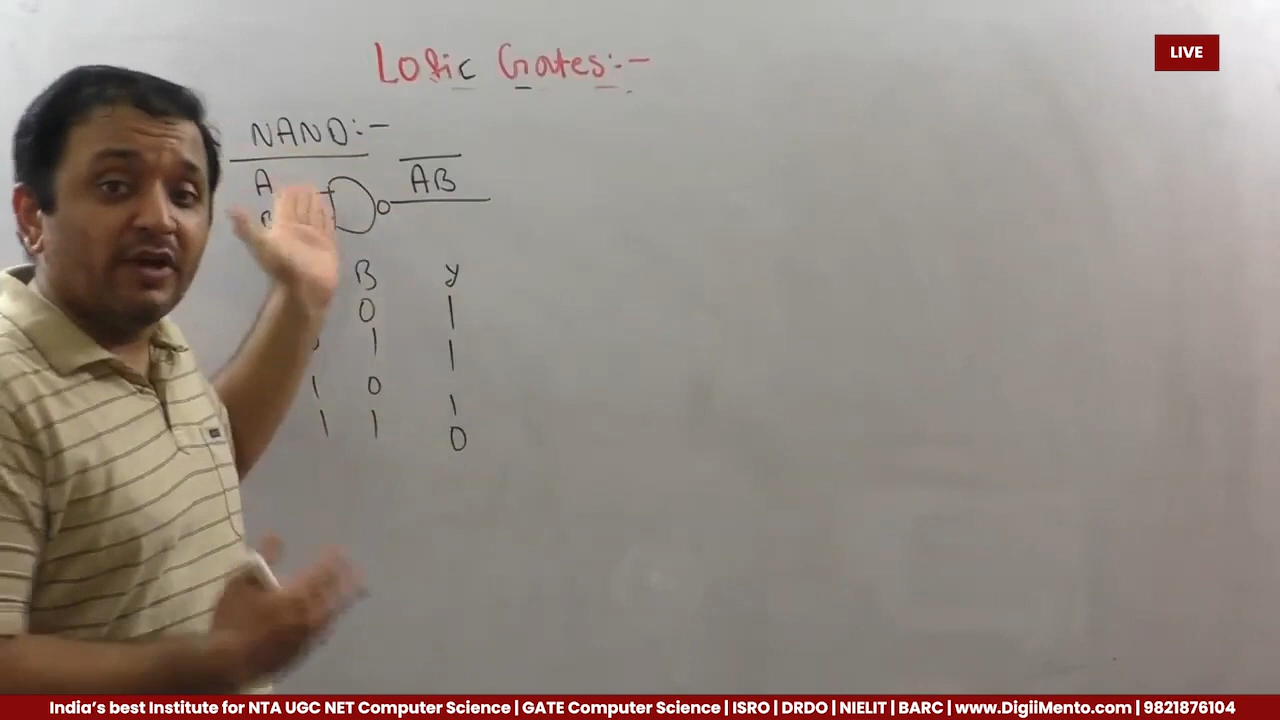 LIVE
Logic Gates:-
NAND:-
A AB
B y
0 1
1 1
1 0 1
1 1 0
India's best Institute for NTA UGC NET Computer Science | GATE Computer Science | ISRO | DRDO | NIELIT | BARC | www.DigiiMento.com | 9821876104